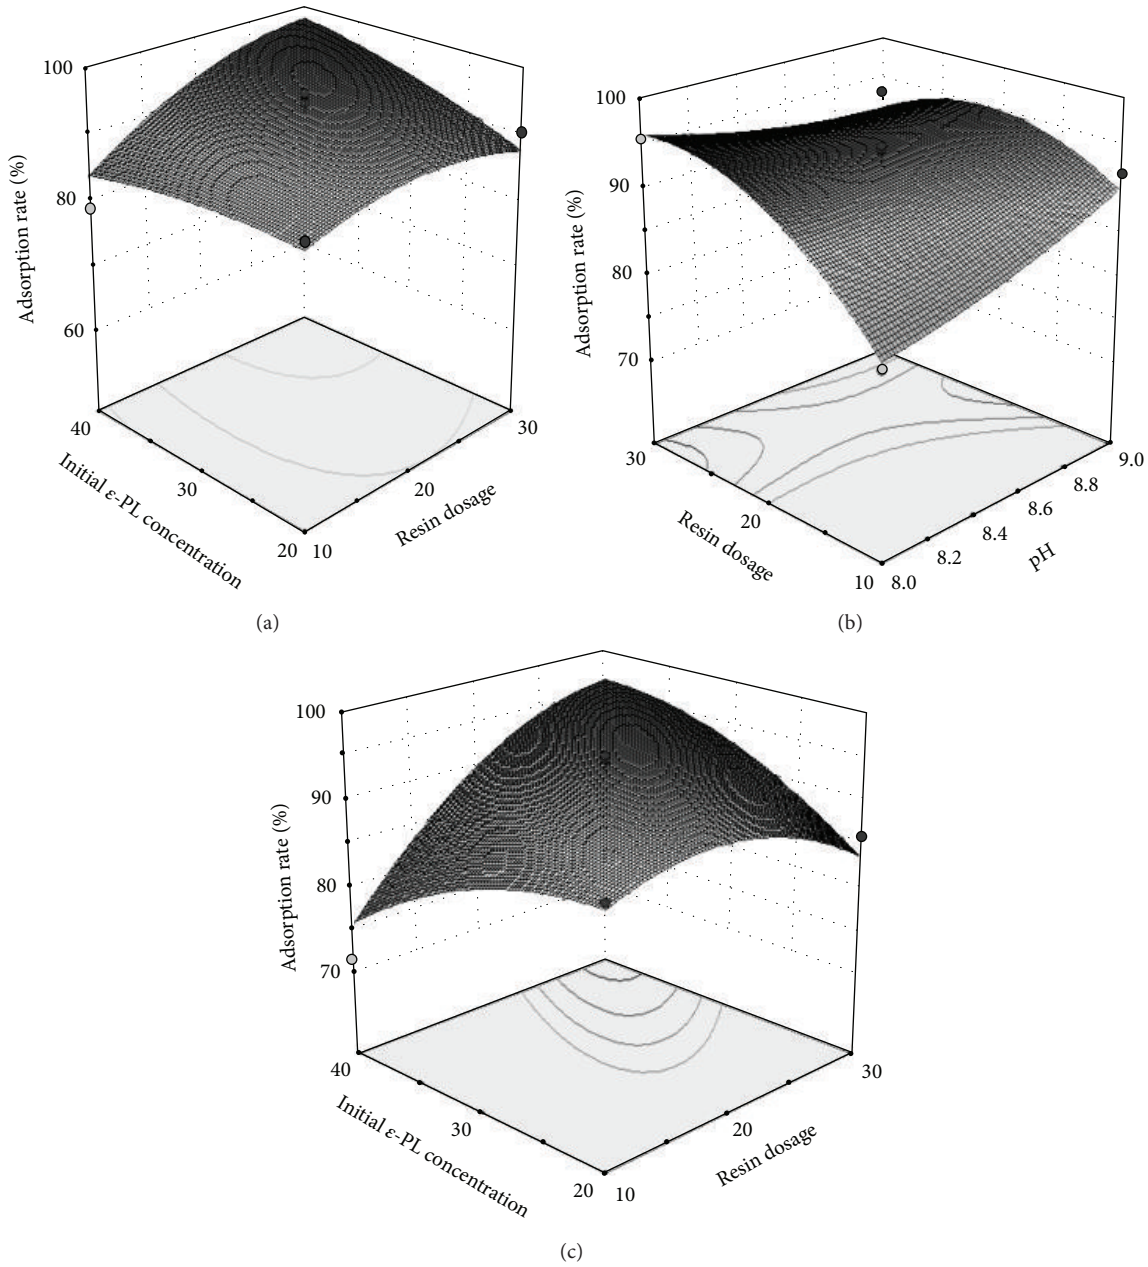 100
80
60
Adsorption rate (%)
40
30
20
Initial ε-PL concentration
10
20
30
Resin dosage
(a)
100
90
80
70
Adsorption rate (%)
30
20
10
Resin dosage
8.0
8.2
8.4
8.6
8.8
9.0
pH
(b)
100
90
80
70
Adsorption rate (%)
40
30
20
Initial ε-PL concentration
10
20
30
Resin dosage
(c)